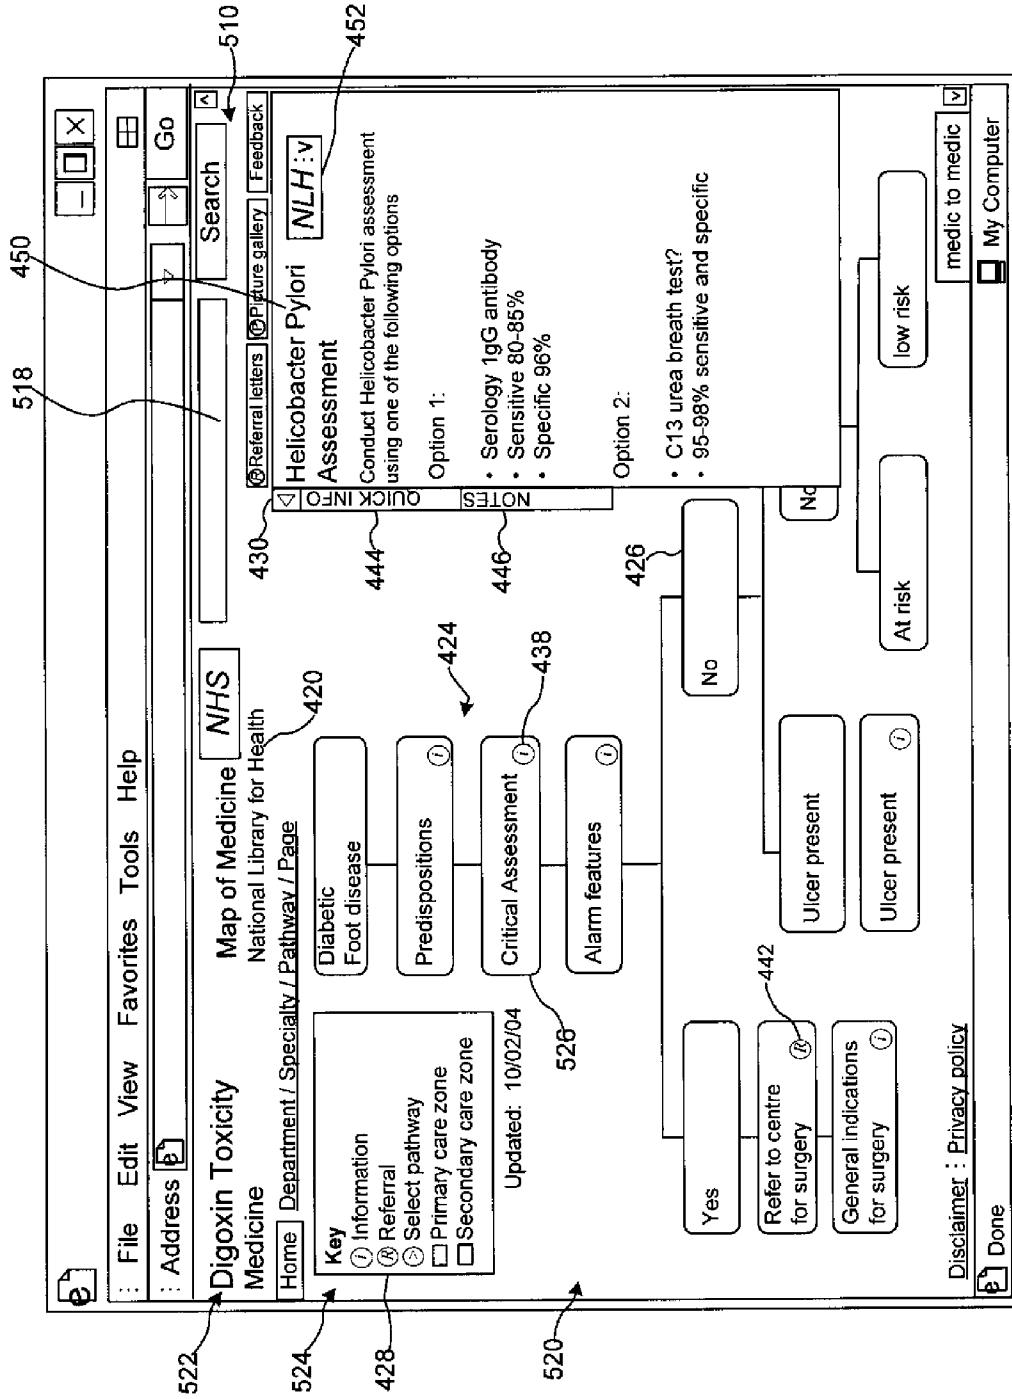 450
518
File Edit View Favorites Tools Help
Address e Go
522
Digoxin Toxicity
Medicine
Map of Medicine NHS
National Library for Health
420
Search
510
Home Department / Specialty / Pathway / Page
Ⓡ Referral letters Ⓟ Picture gallery Feedback
430
524
Key
ⓘ Information
Ⓡ Referral
Select pathway
Primary care zone
Secondary care zone
428
Updated: 10/02/04
520
Diabetic
Foot disease
Predispositions i
424
Critical Assessment i
438
526
Alarm features i
QUICK INFO
444
NOTES
446
Helicobacter Pylori
Assessment
NLH:v
452
Conduct Helicobacter Pylori assessment
using one of the following options
Option 1:
• Serology 1gG antibody
• Sensitive 80-85%
• Specific 96%
Option 2:
• C13 urea breath test?
• 95-98% sensitive and specific
Yes
No
426
Refer to centre
for surgery R
442
General indications
for surgery i
Ulcer present
Ulcer present i
No
At risk
low risk
Disclaimer : Privacy policy
medic to medic
e Done
My Computer